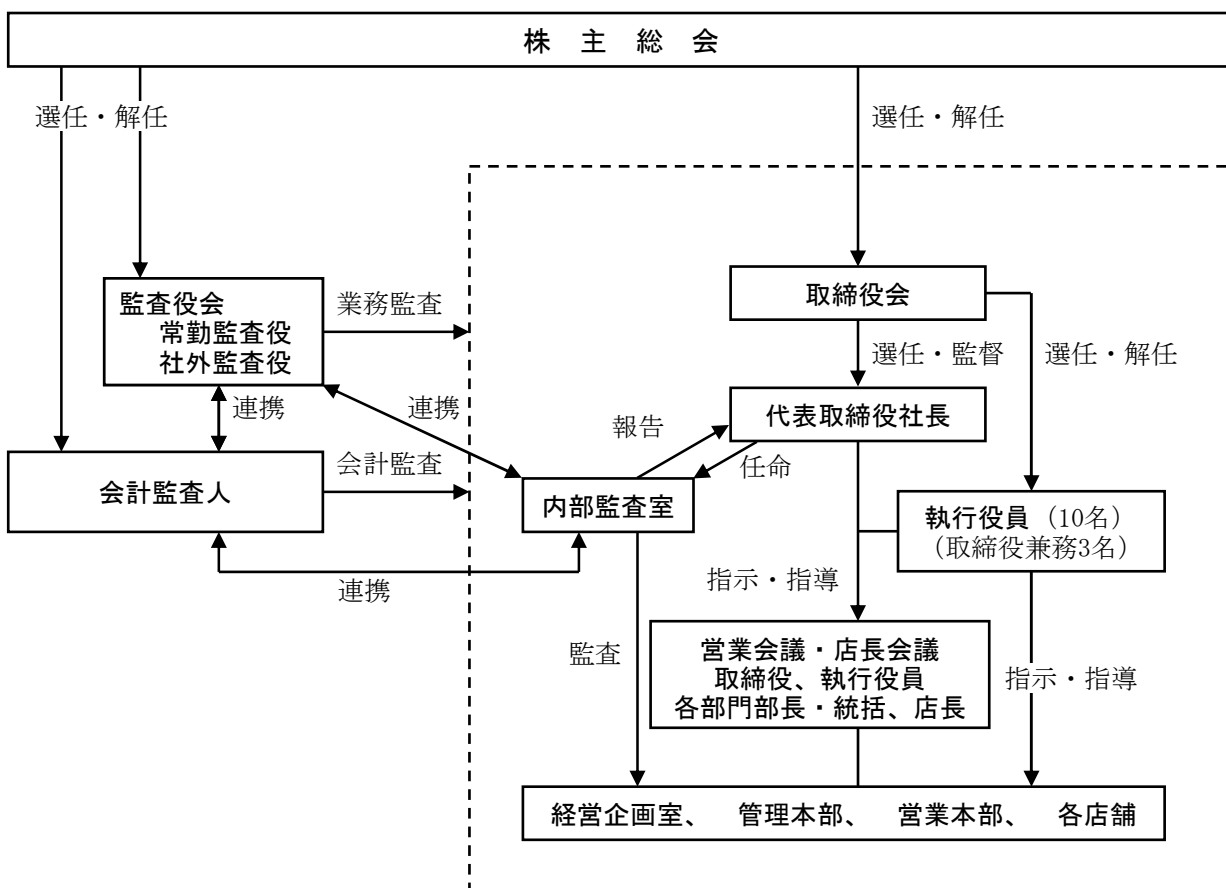 株 主 総 会
選任・解任
選任・解任
取締役会
監査役会
常勤監査役
社外監査役
業務監査
選任・監督
選任・解任
連携
連携
報告
代表取締役社長
任命
会計監査人
会計監査
内部監査室
執行役員 (10名)
(取締役兼務3名)
連携
指示・指導
監査
営業会議・店長会議
取締役、執行役員
各部門部長・統括、店長
指示・指導
経営企画室、 管理本部、 営業本部、 各店舗